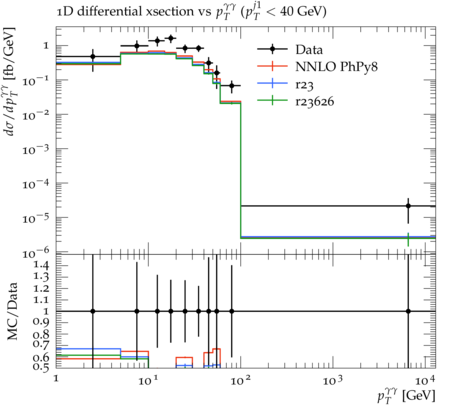 1D differential xsection vs p_T^{γγ} (p_T^{j1} < 40 GeV)
dσ/dp_T^{γγ} [fb/GeV]
1
10^{-1}
10^{-2}
10^{-3}
10^{-4}
10^{-5}
10^{-6}
Data
NNLO PhPy8
r23
r23626
MC/Data
1.4
1.3
1.2
1.1
1
0.9
0.8
0.7
0.6
0.5
1
10^1
10^2
10^3
10^4
p_T^{γγ} [GeV]